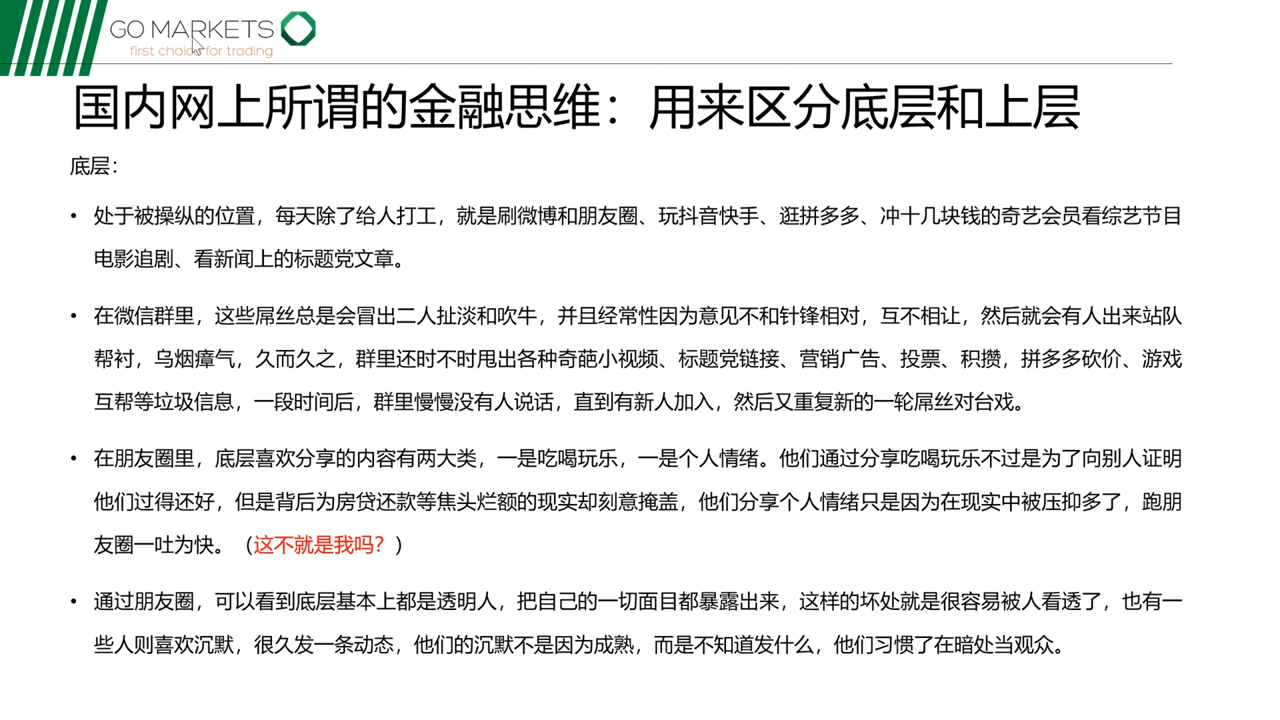 GO MARKETS
first choice for trading
国内网上所谓的金融思维：用来区分底层和上层
底层：
• 处于被操纵的位置，每天除了给人打工，就是刷微博和朋友圈、玩抖音快手、逛拼多多、冲十几块钱的奇艺会员看综艺节目
电影追剧、看新闻上的标题党文章。
• 在微信群里，这些屌丝总是会冒出二人扯淡和吹牛，并且经常性因为意见不和针锋相对，互不相让，然后就会有人出来站队
帮衬，乌烟瘴气，久而久之，群里还时不时甩出各种奇葩小视频、标题党链接、营销广告、投票、积攒，拼多多砍价、游戏
互帮等垃圾信息，一段时间后，群里慢慢没有人说话，直到有新人加入，然后又重复新的一轮屌丝对台戏。
• 在朋友圈里，底层喜欢分享的内容有两大类，一是吃喝玩乐，一是个人情绪。他们通过分享吃喝玩乐不过是为了向别人证明
他们过得还好，但是背后为房贷还款等焦头烂额的现实却刻意掩盖，他们分享个人情绪只是因为在现实中被压抑多了，跑朋
友圈一吐为快。（这不就是我吗？）
• 通过朋友圈，可以看到底层基本上都是透明人，把自己的一切面目都暴露出来，这样的坏处就是很容易被人看透了，也有一
些人则喜欢沉默，很久发一条动态，他们的沉默不是因为成熟，而是不知道发什么，他们习惯了在暗处当观众。